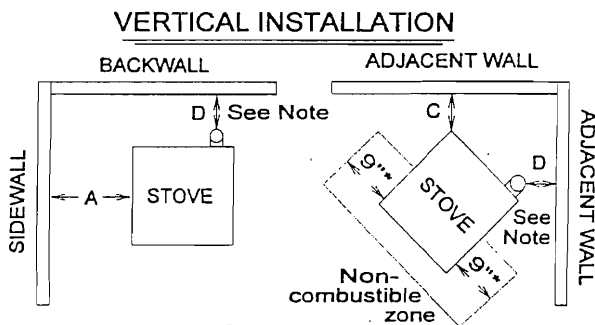 VERTICAL INSTALLATION
BACKWALL
D See Note
SIDEWALL
A
STOVE
ADJACENT WALL
C
9"*
STOVE
D
See
Note
ADJACENT WALL
9"*
Non-
combustible
zone